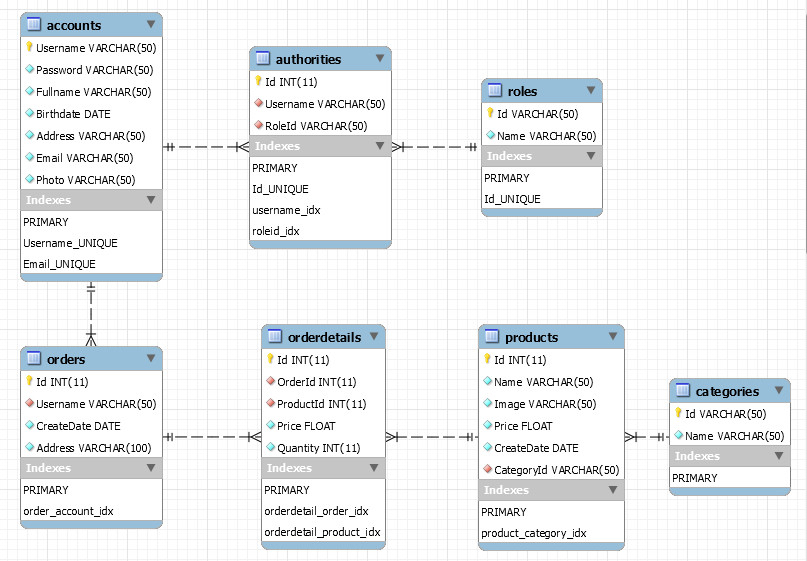 accounts
Username VARCHAR(50)
Password VARCHAR(50)
Fullname VARCHAR(50)
Birthdate DATE
Address VARCHAR(50)
Email VARCHAR(50)
Photo VARCHAR(50)
Indexes
PRIMARY
Username_UNIQUE
Email_UNIQUE
authorities
Id INT(11)
Username VARCHAR(50)
RoleId VARCHAR(50)
Indexes
PRIMARY
Id_UNIQUE
username_idx
roleid_idx
roles
Id VARCHAR(50)
Name VARCHAR(50)
Indexes
PRIMARY
Id_UNIQUE
orders
Id INT(11)
Username VARCHAR(50)
CreateDate DATE
Address VARCHAR(100)
Indexes
PRIMARY
order_account_idx
orderdetails
Id INT(11)
OrderId INT(11)
ProductId INT(11)
Price FLOAT
Quantity INT(11)
Indexes
PRIMARY
orderdetail_order_idx
orderdetail_product_idx
products
Id INT(11)
Name VARCHAR(50)
Image VARCHAR(50)
Price FLOAT
CreateDate DATE
CategoryId VARCHAR(50)
Indexes
PRIMARY
product_category_idx
categories
Id VARCHAR(50)
Name VARCHAR(50)
Indexes
PRIMARY